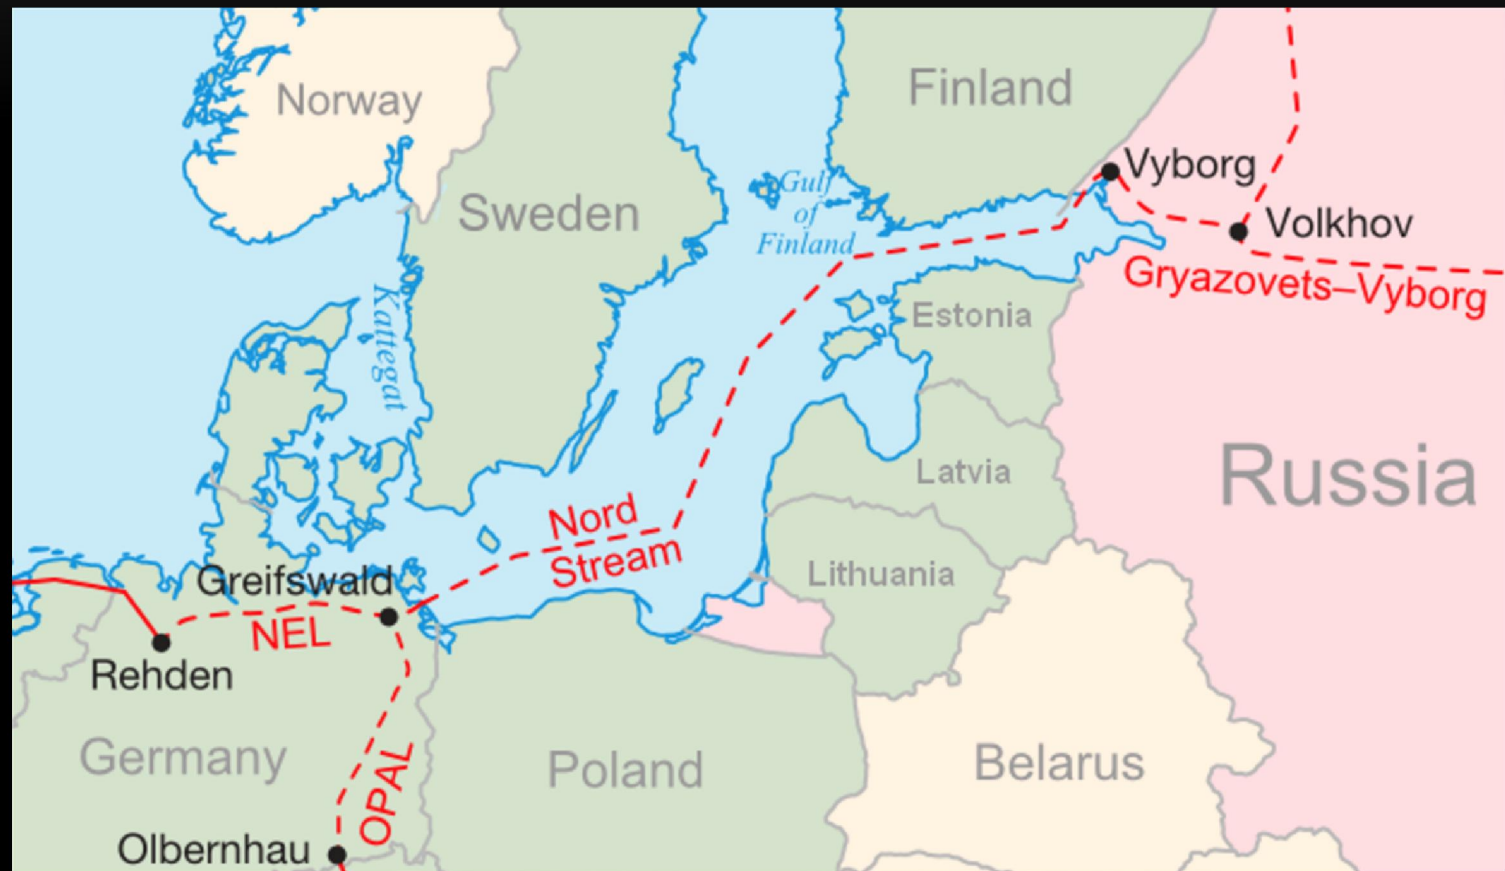 Norway
Finland
Vyborg
Gulf
of
Finland
Sweden
Volkhov
Gryazovets–Vyborg
Kattegat
Estonia
Latvia
Russia
Nord
Stream
Lithuania
Greifswald
NEL
Rehden
Germany
OPAL
Poland
Belarus
Olbernhau